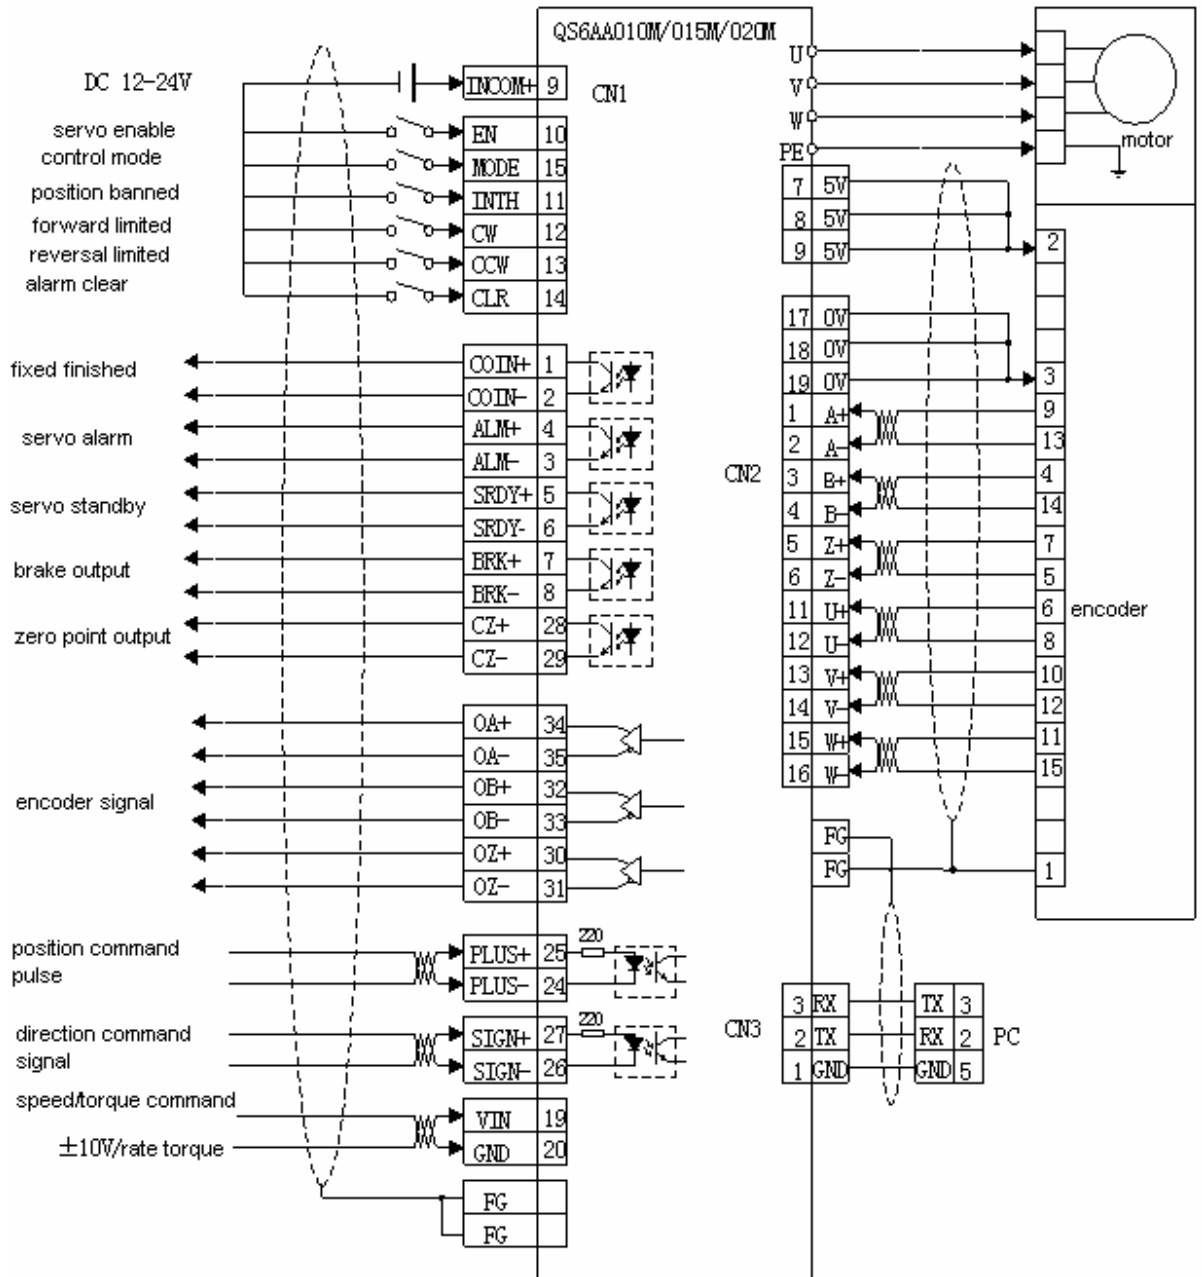 QS6AA010M/015M/020M
DC 12-24V
INCOM+ 9
CN1
servo enable
EN 10
control mode
MODE 15
position banned
INTH 11
forward limited
CW 12
reversal limited
CCW 13
alarm clear
CLR 14
fixed finished
COIN+ 1
COIN- 2
servo alarm
ALM+ 4
ALM- 3
servo standby
SRDY+ 5
SRDY- 6
brake output
BRK+ 7
BRK- 8
zero point output
CZ+ 28
CZ- 29
encoder signal
OA+ 34
OA- 35
OB+ 32
OB- 33
OZ+ 30
OZ- 31
position command
pulse
PLUS+ 25
220
PLUS- 24
direction command
signal
SIGN+ 27
220
SIGN- 26
speed/torque command
VIN 19
±10V/rate torque
GND 20
FG
FG
U
V
W
PE
motor
7 5V
8 5V
9 5V
2
17 0V
18 0V
19 0V
3
CN2
1 A+
9
2 A-
13
3 B+
4
4 B-
14
5 Z+
7
6 Z-
5
11 U+
6
encoder
12 U-
8
13 V+
10
14 V-
12
15 W+
11
16 W-
15
FG
FG
1
CN3
3 RX
TX 3
2 TX
RX 2
PC
1 GND
GND 5